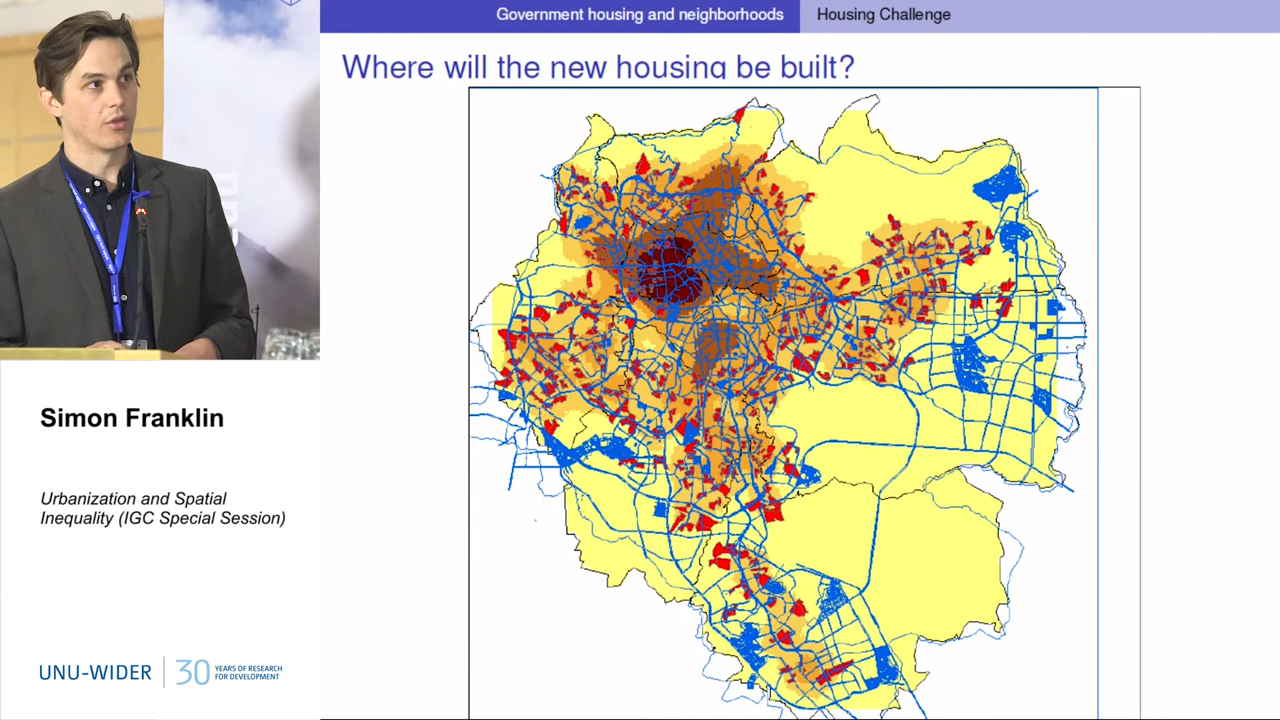 Government housing and neighborhoods
Housing Challenge
Where will the new housing be built?
Simon Franklin
Urbanization and Spatial
Inequality (IGC Special Session)
UNU-WIDER
30
YEARS OF RESEARCH
FOR DEVELOPMENT